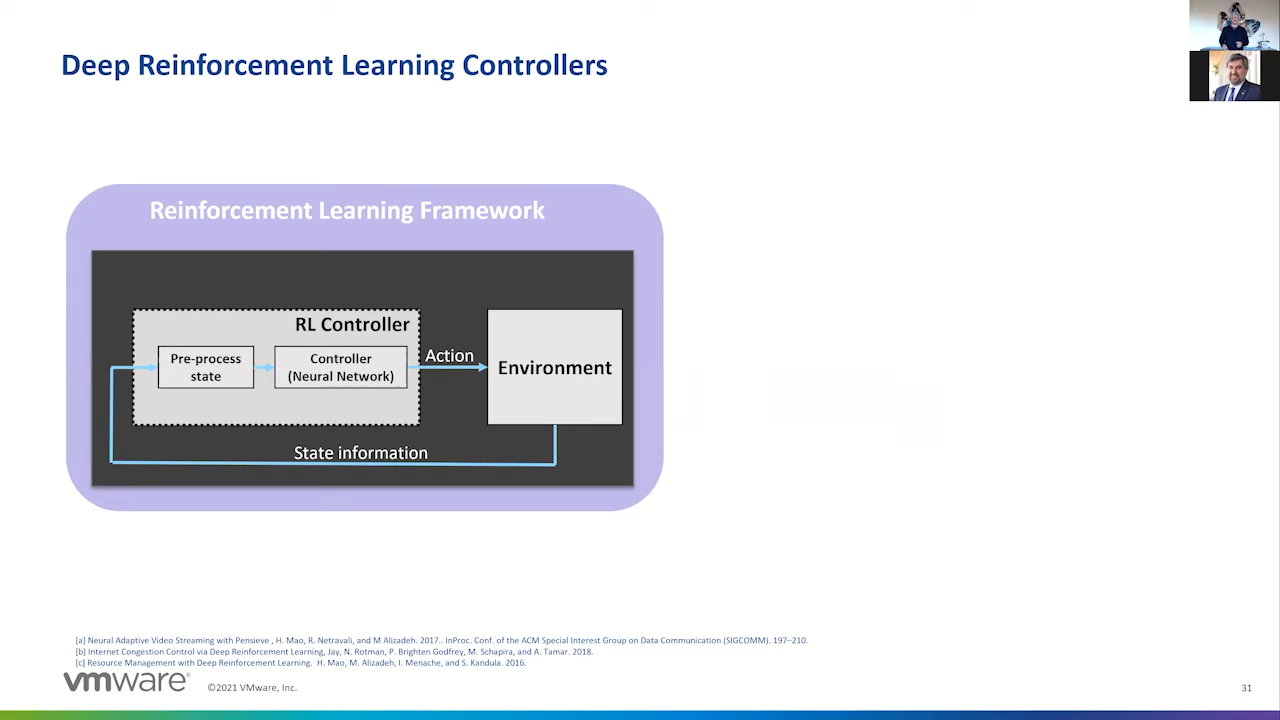 Deep Reinforcement Learning Controllers
Reinforcement Learning Framework
RL Controller
Pre-process
state
Controller
(Neural Network)
Action
Environment
State information
[a] Neural Adaptive Video Streaming with Pensieve , H. Mao, R. Netravali, and M Alizadeh. 2017.. InProc. Conf. of the ACM Special Interest Group on Data Communication (SIGCOMM). 197–210.
[b] Internet Congestion Control via Deep Reinforcement Learning, Jay, N. Rotman, P. Brighten Godfrey, M. Schapira, and A. Tamar. 2018.
[c] Resource Management with Deep Reinforcement Learning. H. Mao, M. Alizadeh, I. Menache, and S. Kandula. 2016.
vmware®
©2021 VMware, Inc.
31